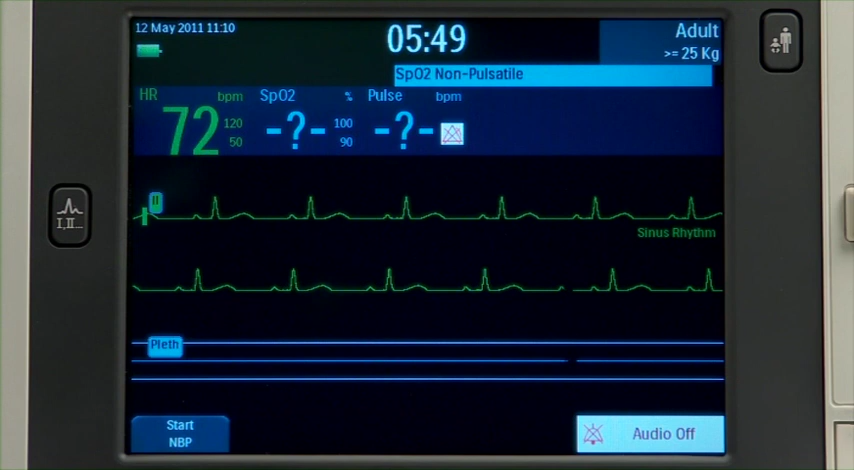 12 May 2011 11:10
05:49
Adult
>= 25 Kg
SpO2 Non-Pulsatile
HR bpm SpO2 % Pulse bpm
72 120 50 -?- 100 90 -?-
II
I,II...
Sinus Rhythm
Pleth
Start
NBP
Audio Off